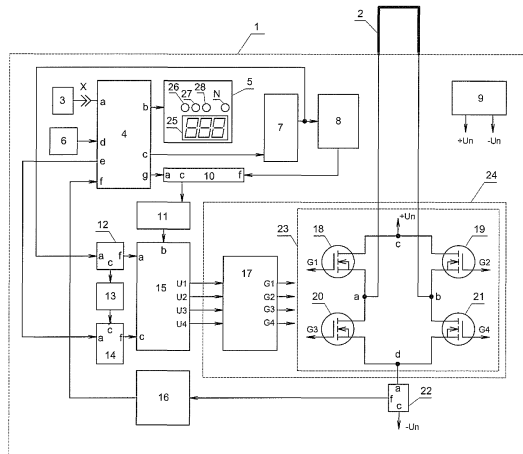 1
2
26 27 28 N
25
5
3 X a
4
b
c
d
e
f
g
6
7
8
9
+Un -Un
a c 10 f
11
12
a c f
13
c
a f
14
b
a
15
c
U1
U2
U3
U4
16
17
G1
G2
G3
G4
24
23
+Un
c
18
19
G1
G2
a
b
20
21
G3
G4
d
a
f
c
22
-Un